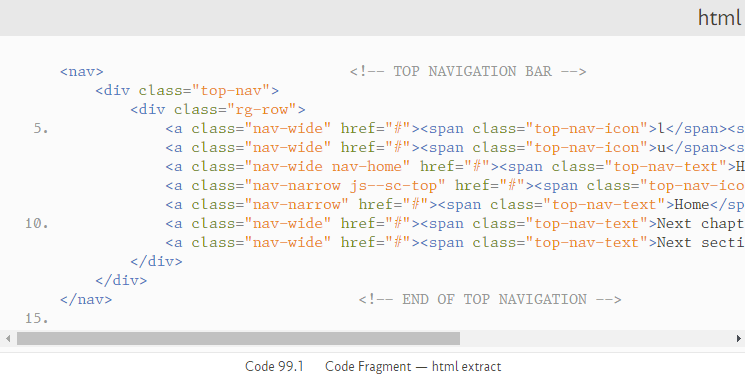 html
<nav> <!-- TOP NAVIGATION BAR -->
<div class="top-nav">
<div class="rg-row">
5. <a class="nav-wide" href="#"><span class="top-nav-icon">l</span><s
<a class="nav-wide" href="#"><span class="top-nav-icon">u</span><s
<a class="nav-wide nav-home" href="#"><span class="top-nav-text">H
<a class="nav-narrow js--sc-top" href="#"><span class="top-nav-ico
<a class="nav-narrow" href="#"><span class="top-nav-text">Home</sp
10. <a class="nav-wide" href="#"><span class="top-nav-text">Next chapt
<a class="nav-wide" href="#"><span class="top-nav-text">Next secti
</div>
</div>
</nav> <!-- END OF TOP NAVIGATION -->
15.
Code 99.1 Code Fragment — html extract